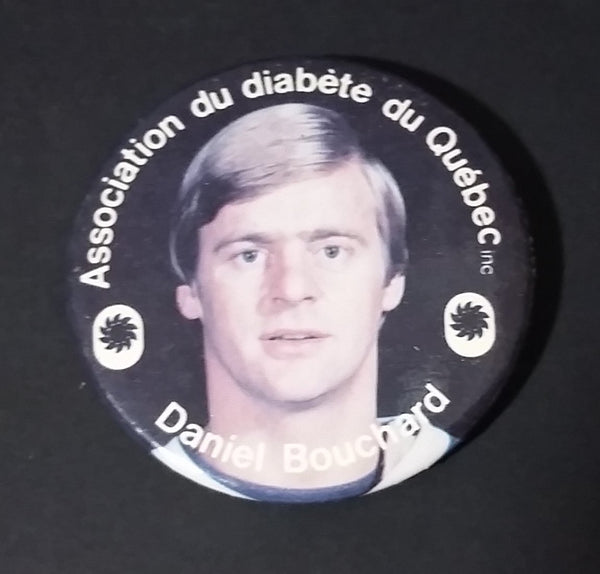 Association du diabète du Québec inc
Daniel Bouchard